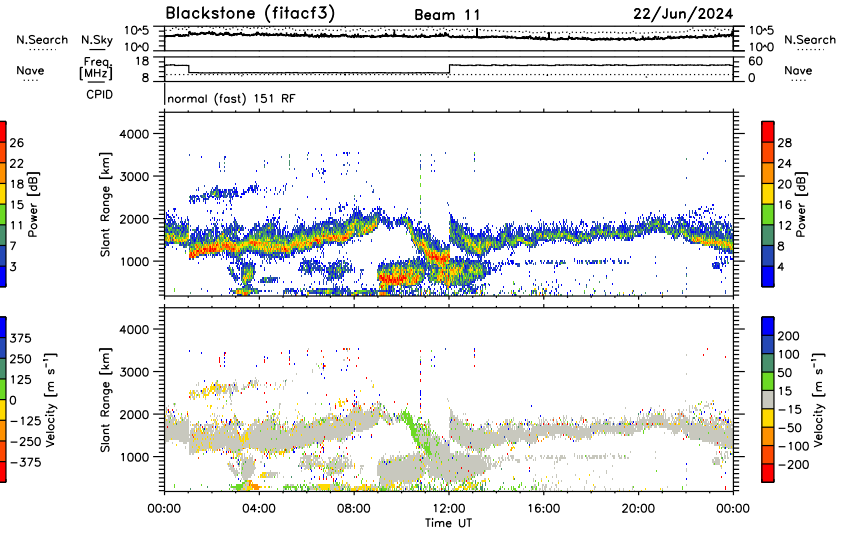 Blackstone (fitacf3) Beam 11 22/Jun/2024
N.Search N.Sky 10^5 10^0 10^5 10^0 N.Search
Nave Freq. [MHz] 18 8 60 0 Nave
CPID normal (fast) 151 RF
26 22 18 15 11 7 3 Power [dB]
4000 3000 2000 1000 Slant Range [km]
28 24 20 16 12 8 4 Power [dB]
375 250 125 0 −125 −250 −375 Velocity [m s⁻¹]
4000 3000 2000 1000 Slant Range [km]
200 100 50 15 −15 −50 −100 −200 Velocity [m s⁻¹]
00:00 04:00 08:00 12:00 16:00 20:00 00:00
Time UT